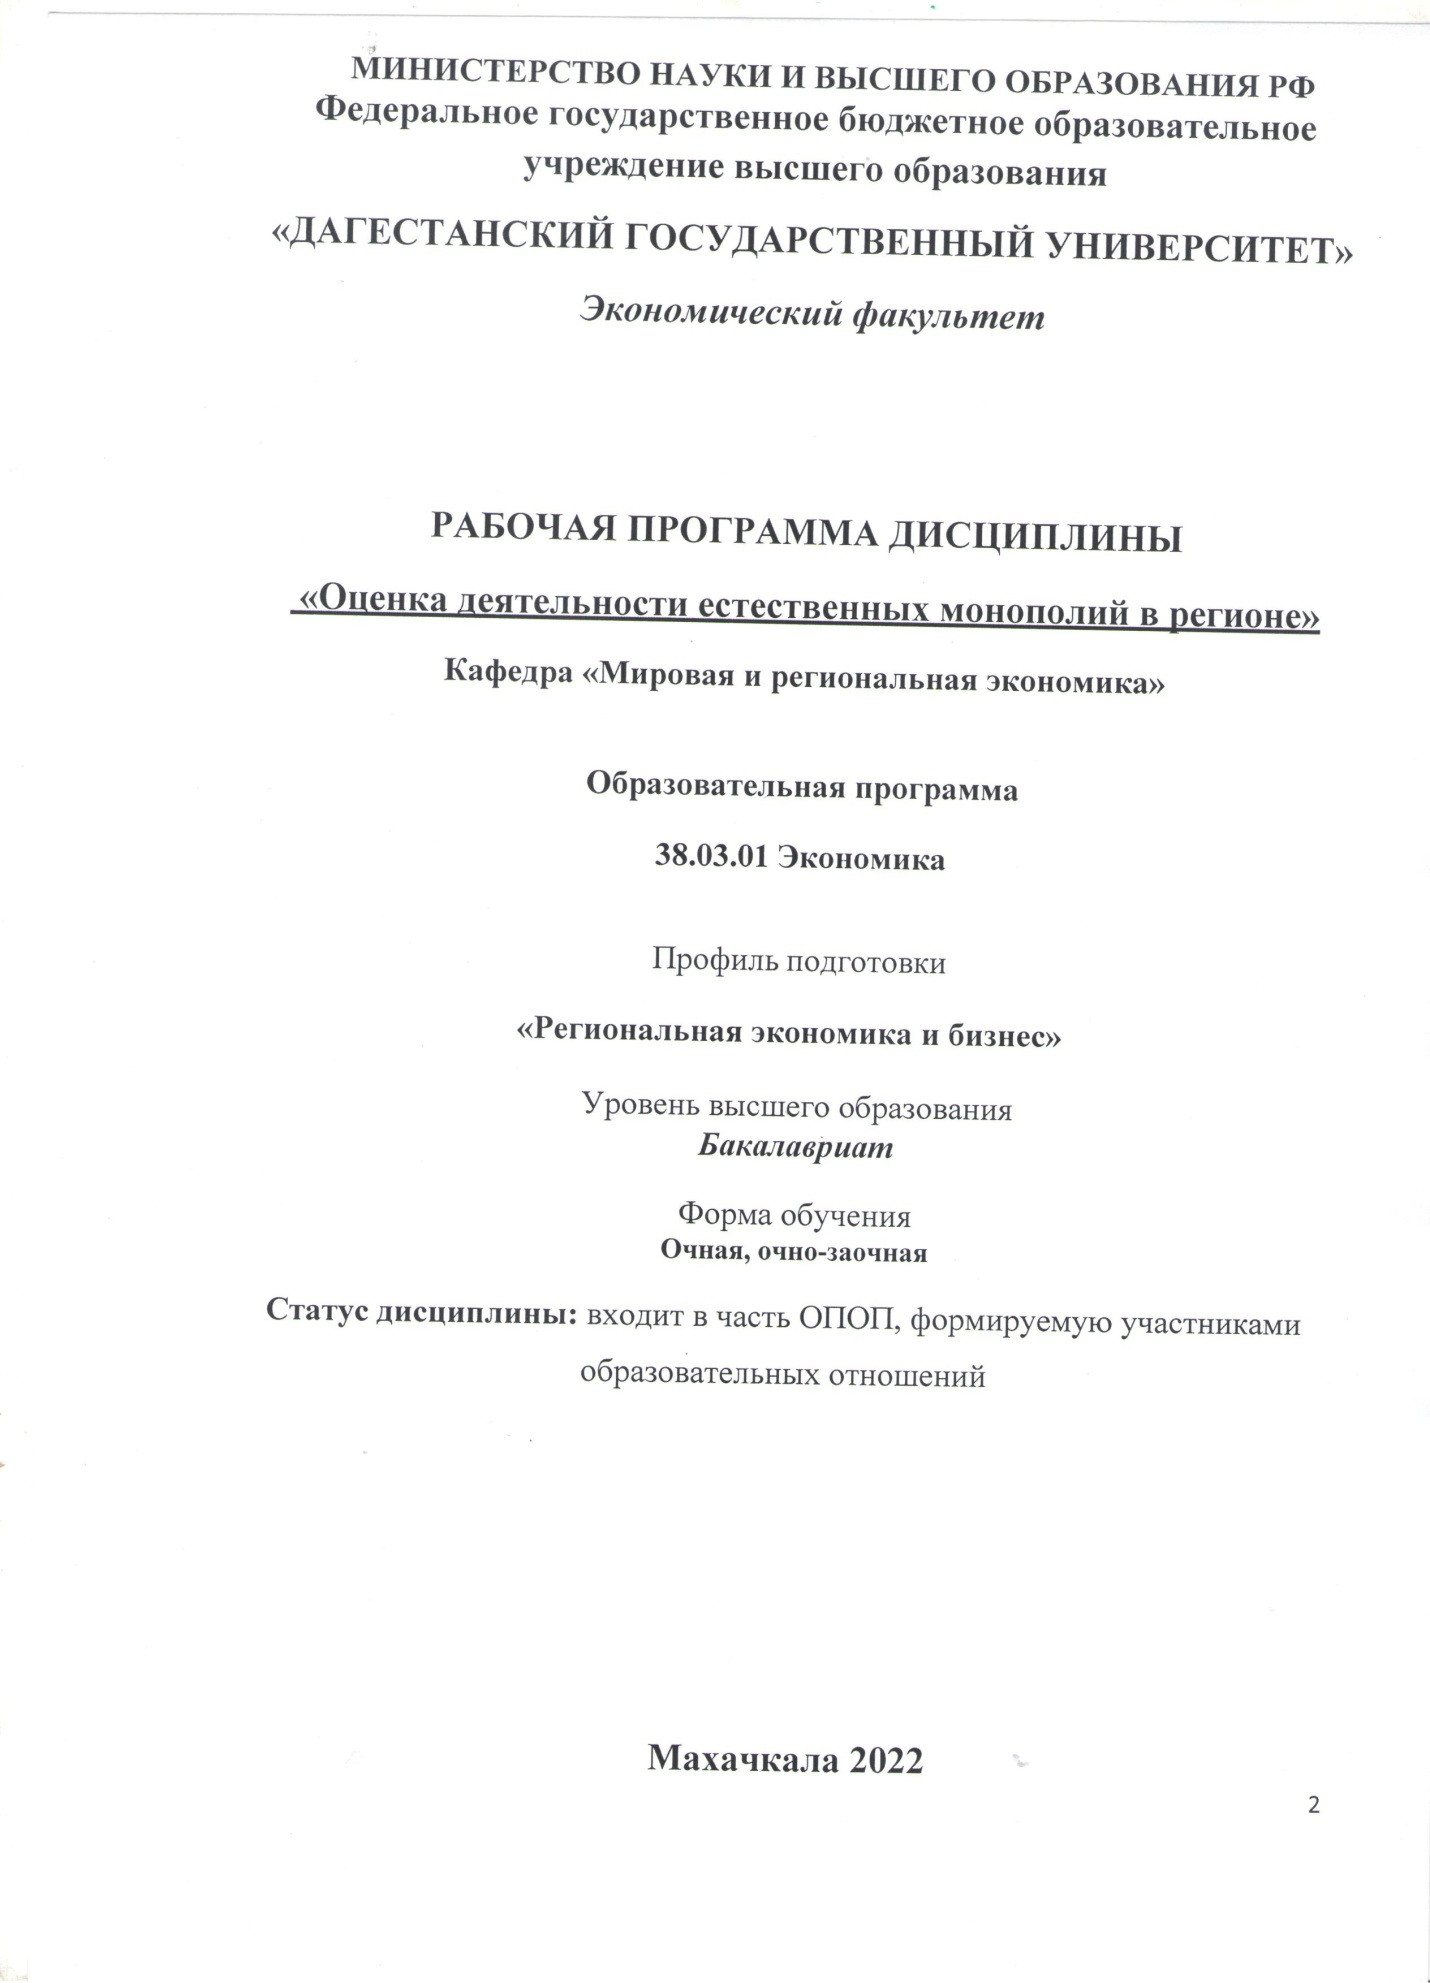 МИНИСТЕРСТВО НАУКИ И ВЫСШЕГО ОБРАЗОВАНИЯ РФ
Федеральное государственное бюджетное образовательное
учреждение высшего образования
«ДАГЕСТАНСКИЙ ГОСУДАРСТВЕННЫЙ УНИВЕРСИТЕТ»
Экономический факультет
РАБОЧАЯ ПРОГРАММА ДИСЦИПЛИНЫ
«Оценка деятельности естественных монополий в регионе»
Кафедра «Мировая и региональная экономика»
Образовательная программа
38.03.01 Экономика
Профиль подготовки
«Региональная экономика и бизнес»
Уровень высшего образования
Бакалавриат
Форма обучения
Очная, очно-заочная
Статус дисциплины: входит в часть ОПОП, формируемую участниками
образовательных отношений
Махачкала 2022
2